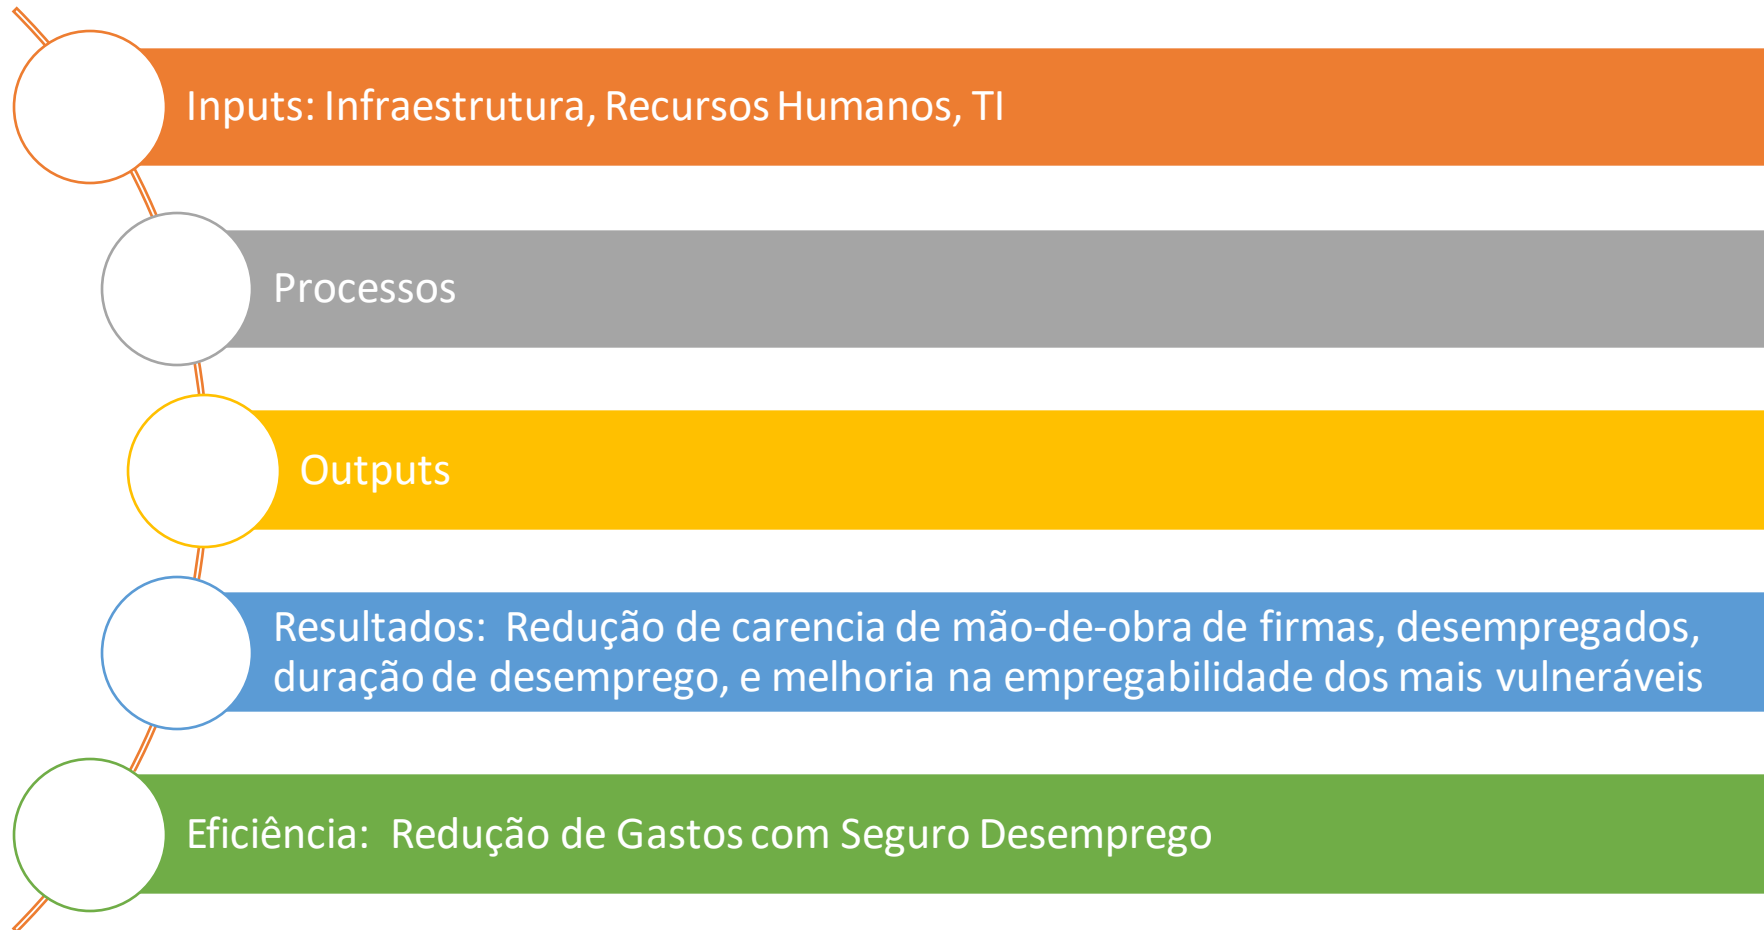 Inputs: Infraestrutura, Recursos Humanos, TI
Processos
Outputs
Resultados: Redução de carencia de mão-de-obra de firmas, desempregados,
duração de desemprego, e melhoria na empregabilidade dos mais vulneráveis
Eficiência: Redução de Gastos com Seguro Desemprego